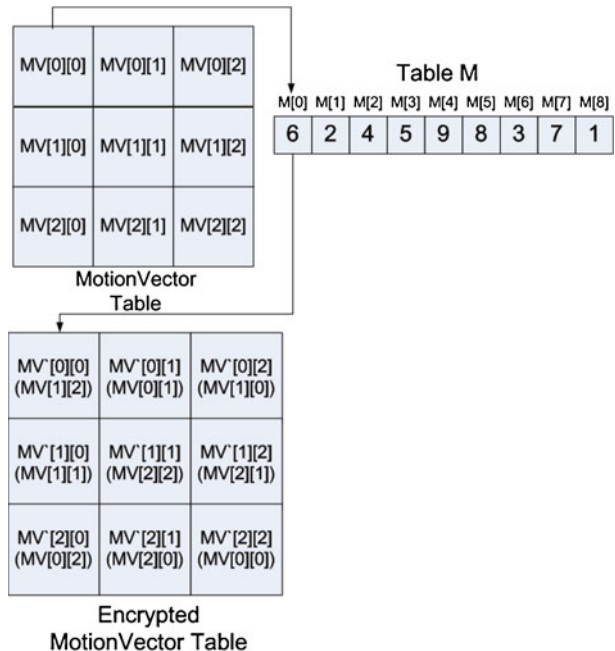 MV[0][0] MV[0][1] MV[0][2]
MV[1][0] MV[1][1] MV[1][2]
MV[2][0] MV[2][1] MV[2][2]
MotionVector
Table
Table M
M[0] M[1] M[2] M[3] M[4] M[5] M[6] M[7] M[8]
6 2 4 5 9 8 3 7 1
MV`[0][0] MV`[0][1] MV`[0][2]
(MV[1][2]) (MV[0][1]) (MV[1][0])
MV`[1][0] MV`[1][1] MV`[1][2]
(MV[1][1]) (MV[2][2]) (MV[2][1])
MV`[2][0] MV`[2][1] MV`[2][2]
(MV[0][2]) (MV[2][0]) (MV[0][0])
Encrypted
MotionVector Table